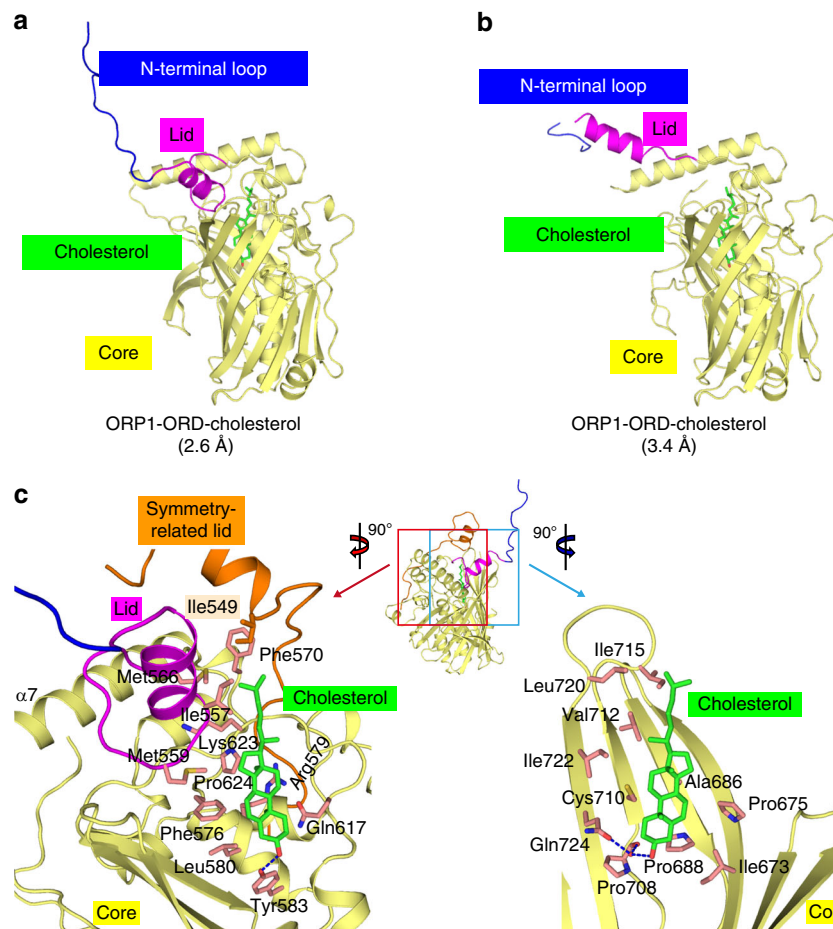 a
N-terminal loop
Lid
Cholesterol
Core
ORP1-ORD-cholesterol
(2.6 Å)
b
N-terminal loop
Lid
Cholesterol
Core
ORP1-ORD-cholesterol
(3.4 Å)
c
Symmetry-
related lid
90°
90°
Lid
Ile549
Phe570
Met566
α7
Cholesterol
Ile557
Lys623
Met559
Arg579
Pro624
Phe576
Gln617
Leu580
Tyr583
Core
Ile715
Leu720
Cholesterol
Val712
Ile722
Ala686
Cys710
Pro675
Gln724
Pro688
Ile673
Pro708
Co